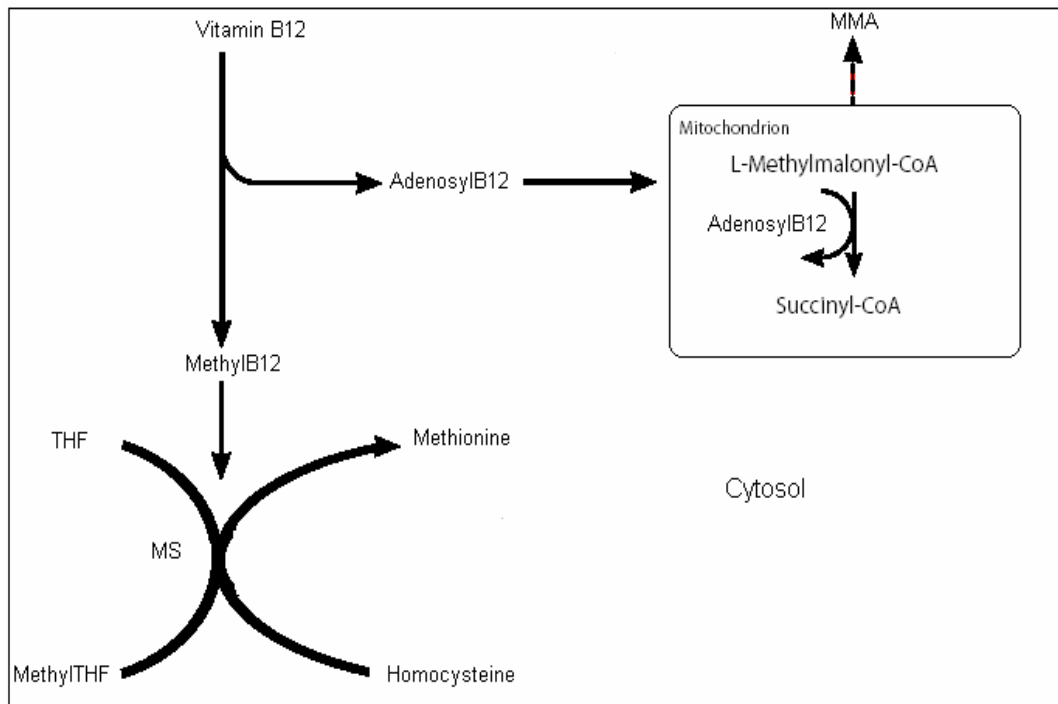 Vitamin B12
MMA
Mitochondrion
L-Methylmalonyl-CoA
AdenosylB12
AdenosylB12
Succinyl-CoA
MethylB12
THF
Methionine
Cytosol
MS
MethylTHF
Homocysteine